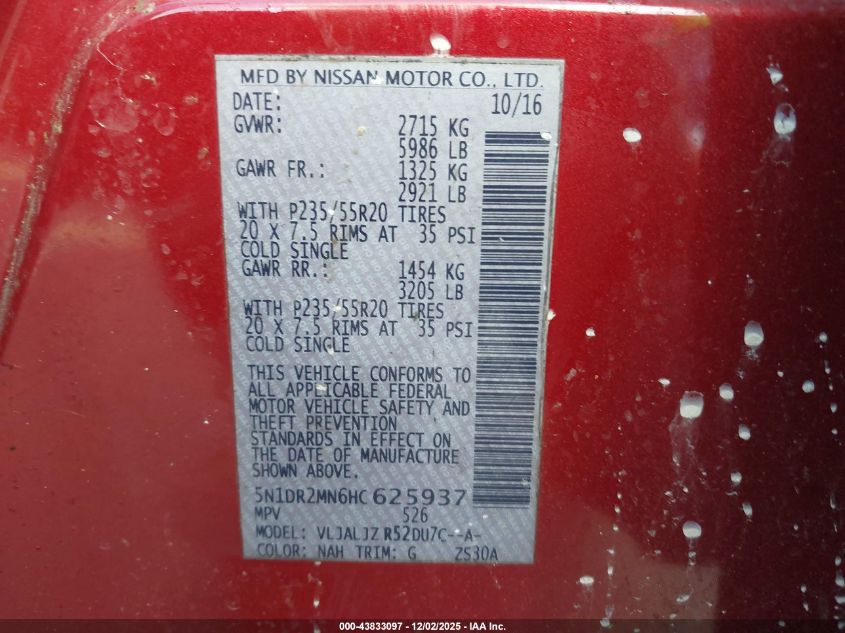 MFD BY NISSAN MOTOR CO., LTD.
DATE: 10/16
GVWR: 2715 KG
5986 LB
GAWR FR.: 1325 KG
2921 LB
WITH P235/55R20 TIRES
20 X 7.5 RIMS AT 35 PSI
COLD SINGLE
GAWR RR.: 1454 KG
3205 LB
WITH P235/55R20 TIRES
20 X 7.5 RIMS AT 35 PSI
COLD SINGLE
THIS VEHICLE CONFORMS TO
ALL APPLICABLE FEDERAL
MOTOR VEHICLE SAFETY AND
THEFT PREVENTION
STANDARDS IN EFFECT ON
THE DATE OF MANUFACTURE
SHOWN ABOVE.
5N1DR2MN6HC 625937
MPV 526
MODEL: VLJALJZ R52DU7C--A-
COLOR: NAH TRIM: G ZS30A
000-43833097 - 12/02/2025 - IAA Inc.